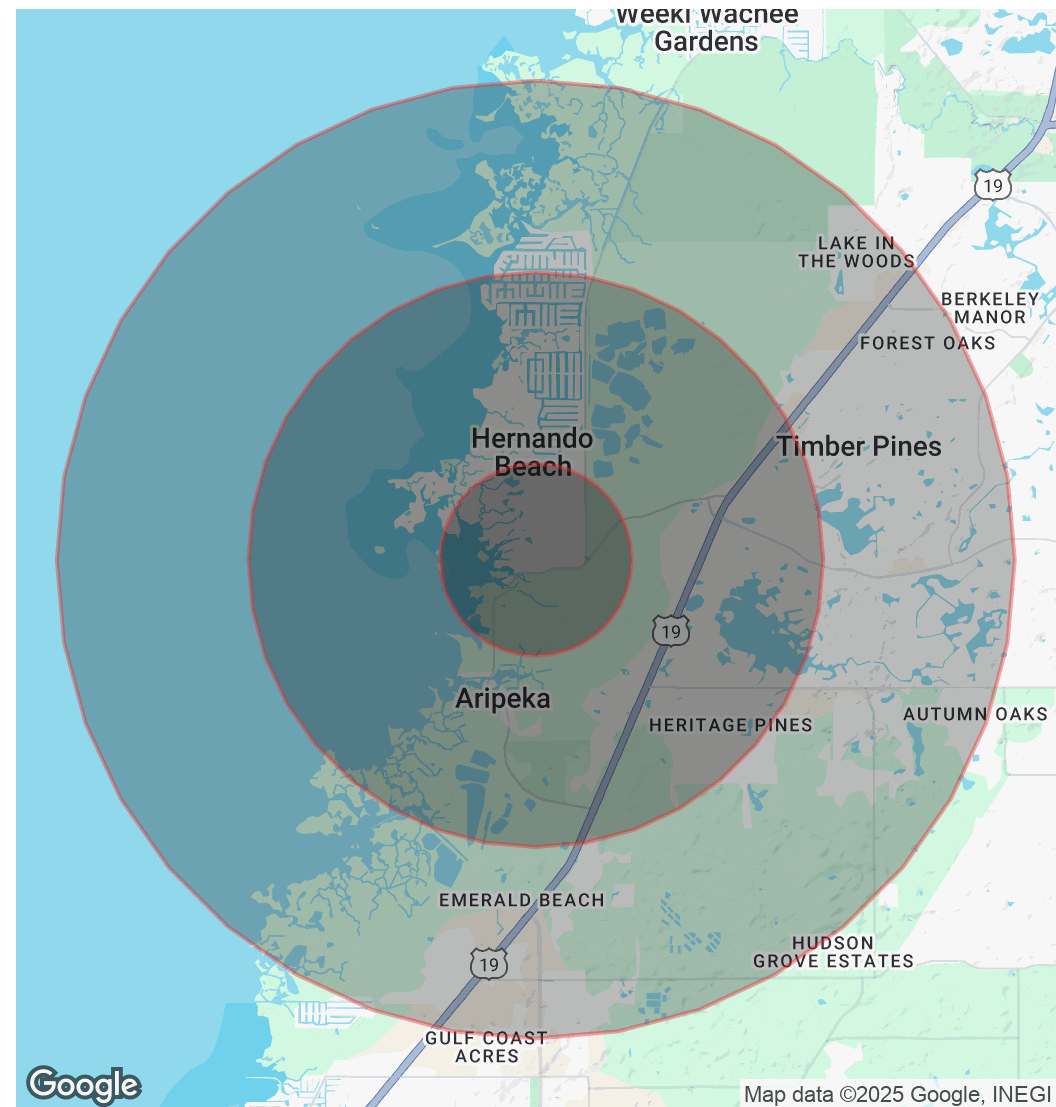 Weeki Wachee
Gardens
19
LAKE IN
THE WOODS
BERKELEY
MANOR
FOREST OAKS
Hernando
Beach
Timber Pines
19
Aripeka
HERITAGE PINES
AUTUMN OAKS
EMERALD BEACH
HUDSON
GROVE ESTATES
19
GULF COAST
ACRES
Google
Map data ©2025 Google, INEGI